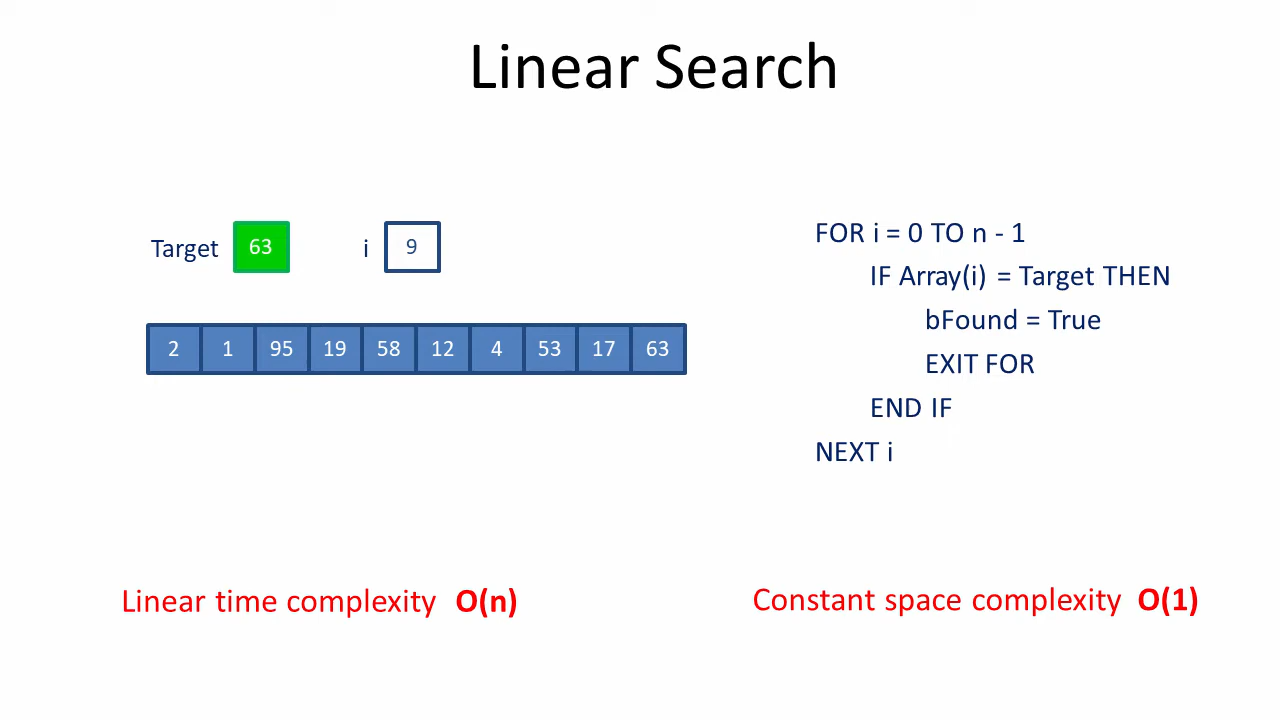 Linear Search
Target 63 i 9
2 1 95 19 58 12 4 53 17 63
FOR i = 0 TO n - 1
IF Array(i) = Target THEN
bFound = True
EXIT FOR
END IF
NEXT i
Linear time complexity O(n)
Constant space complexity O(1)